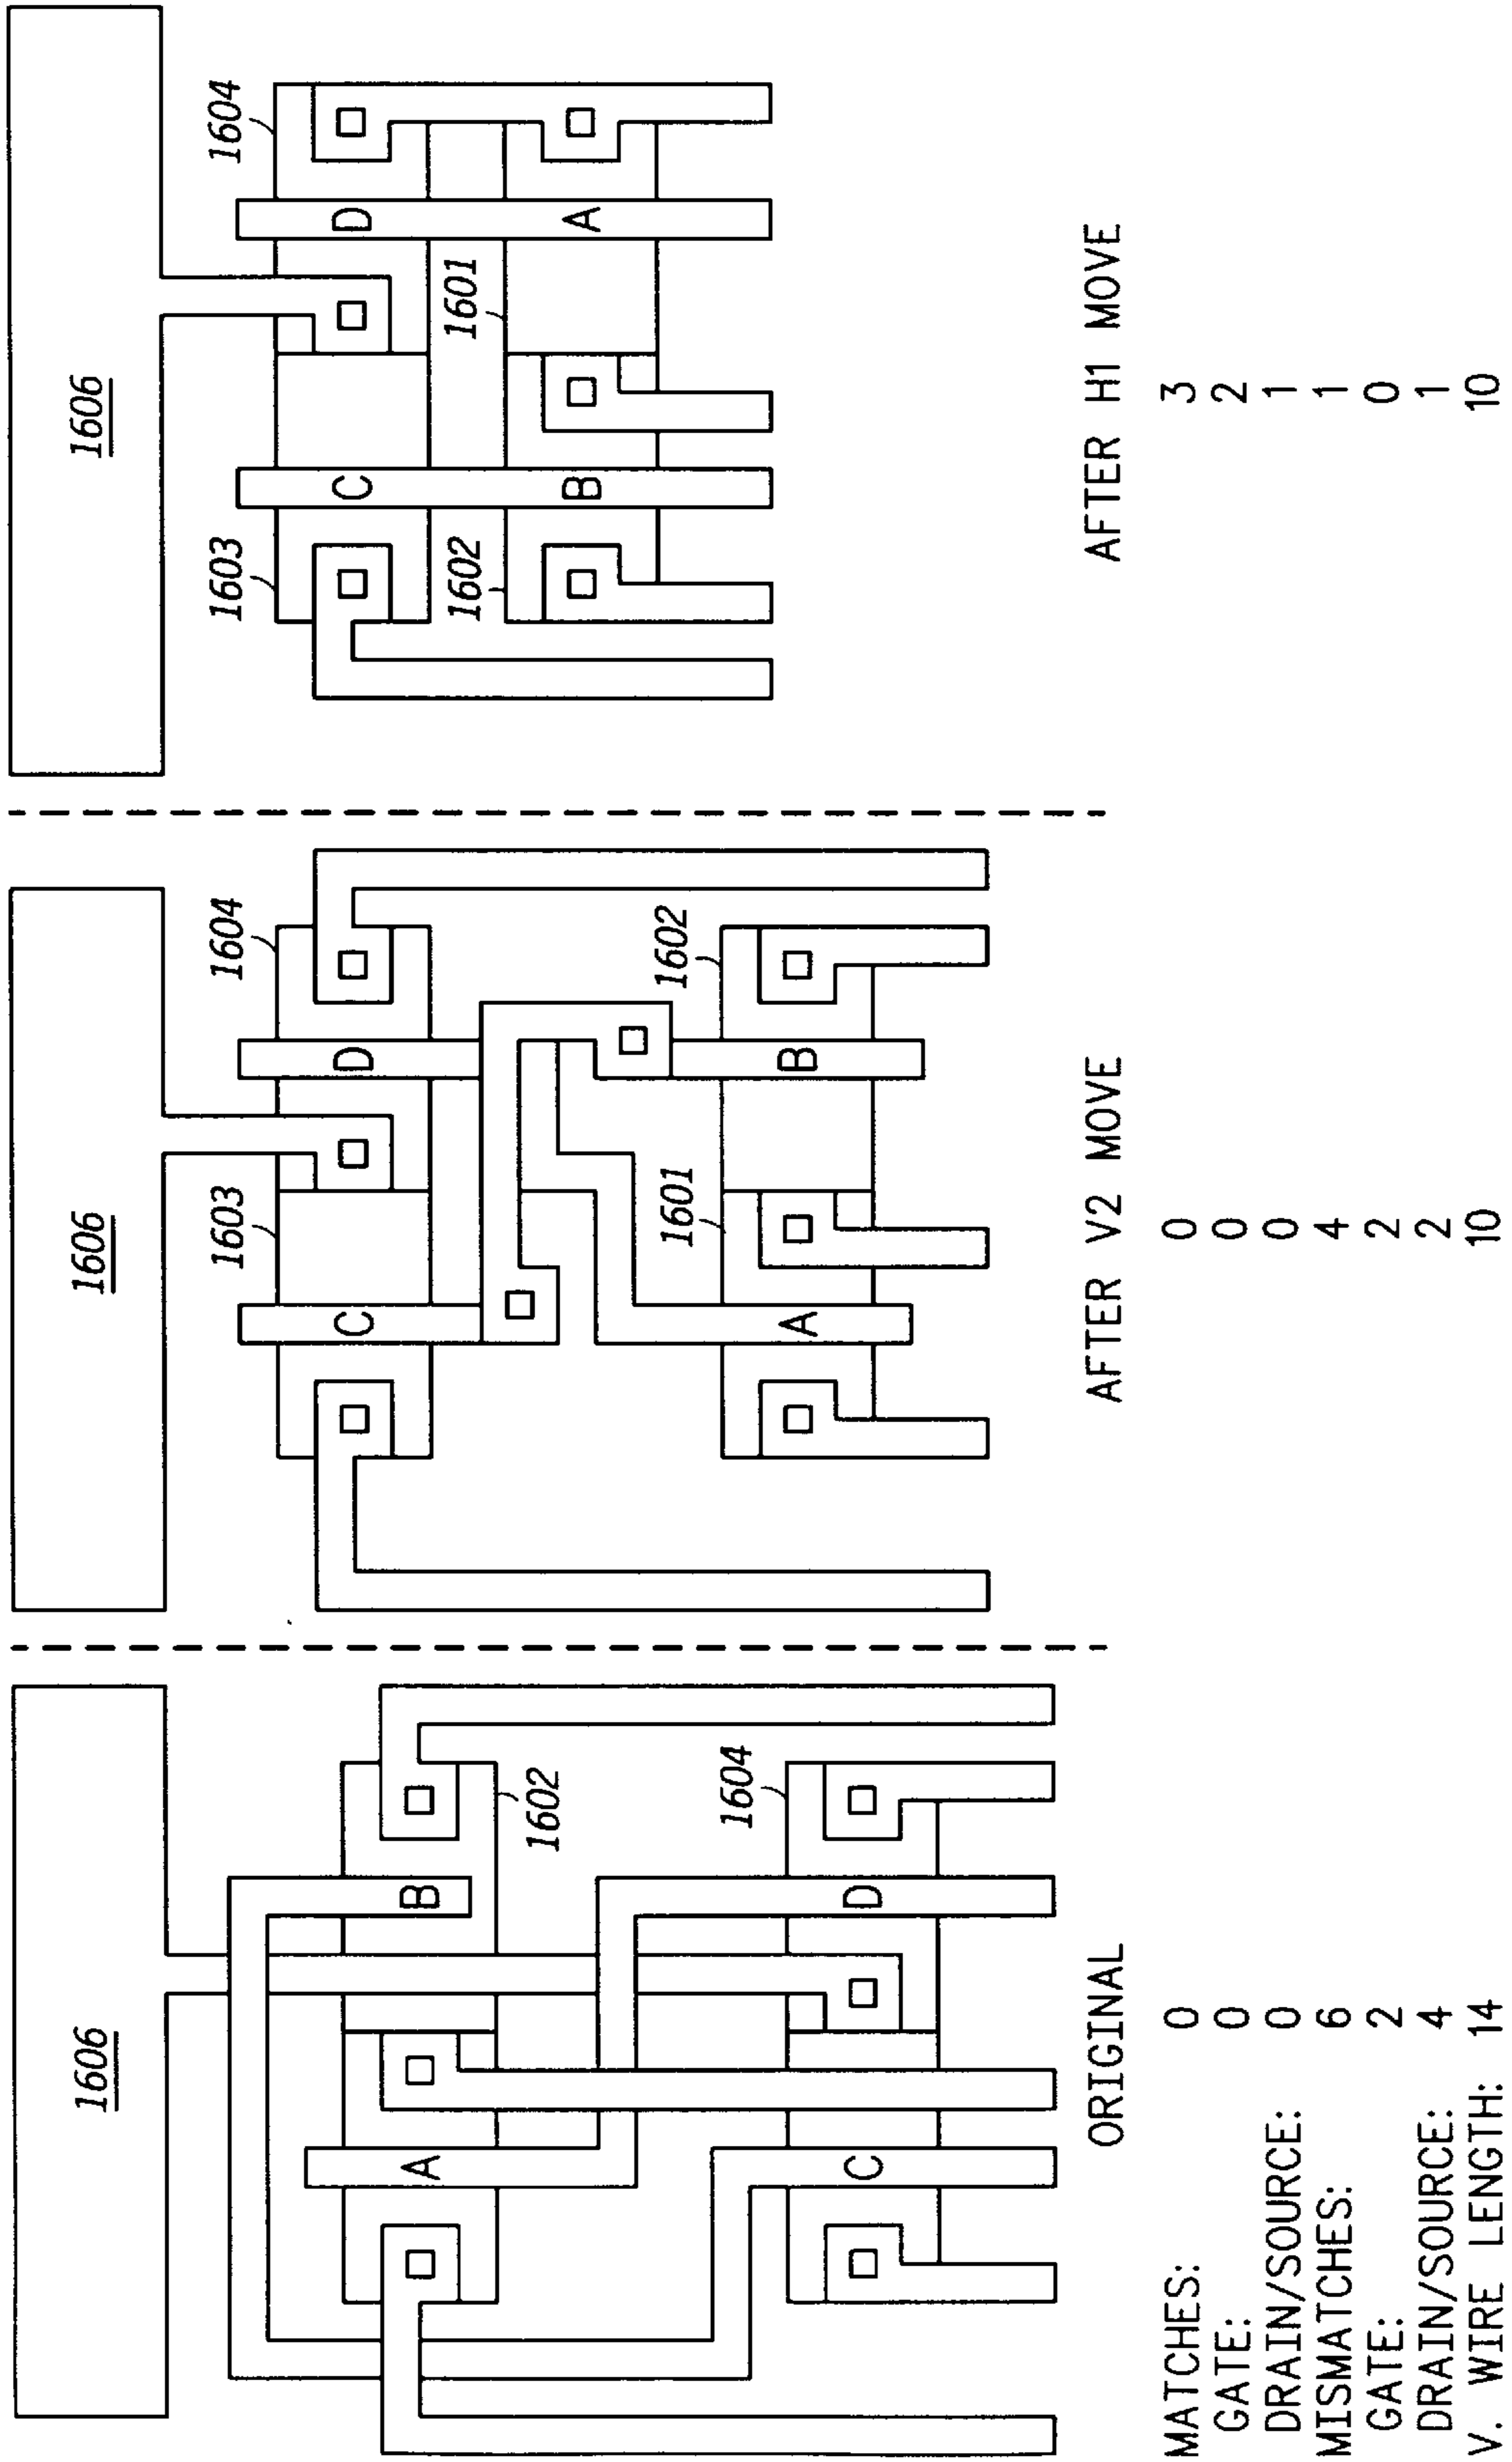 1606
A
B
1602
1604
C
D
ORIGINAL
1606
1603
1604
C
D
1601
1602
A
B
AFTER V2 MOVE
1606
1603
1604
C
D
1602
1601
B
A
AFTER H1 MOVE
MATCHES: 0 0 3
GATE: 0 0 2
DRAIN/SOURCE: 0 0 1
MISMATCHES: 6 4 1
GATE: 2 2 0
DRAIN/SOURCE: 4 2 1
V. WIRE LENGTH: 14 10 10